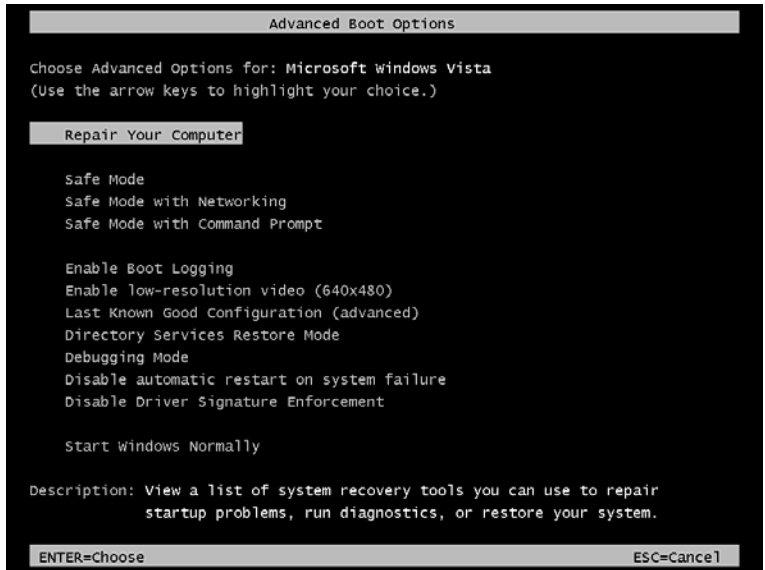 Advanced Boot Options
Choose Advanced Options for: Microsoft Windows Vista
(Use the arrow keys to highlight your choice.)
Repair Your Computer
Safe Mode
Safe Mode with Networking
Safe Mode with Command Prompt
Enable Boot Logging
Enable low-resolution video (640x480)
Last Known Good Configuration (advanced)
Directory Services Restore Mode
Debugging Mode
Disable automatic restart on system failure
Disable Driver Signature Enforcement
Start Windows Normally
Description: View a list of system recovery tools you can use to repair
startup problems, run diagnostics, or restore your system.
ENTER=Choose ESC=Cancel